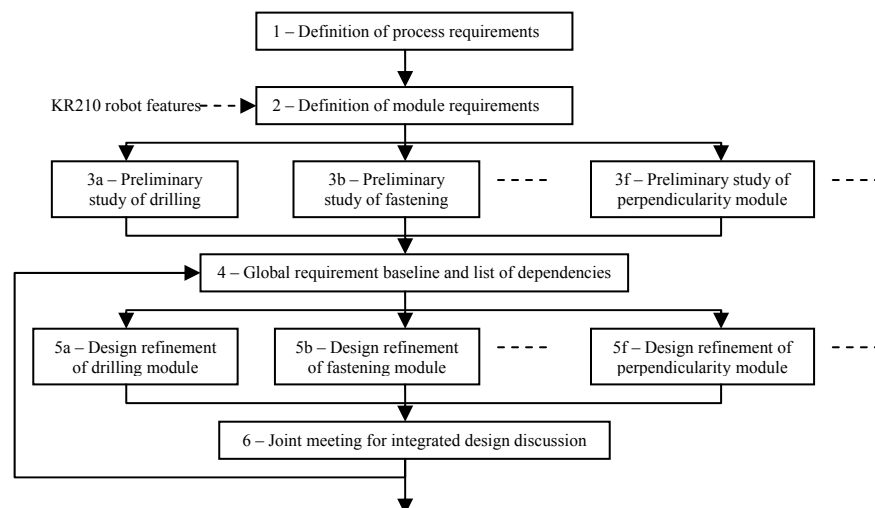 1 – Definition of process requirements
KR210 robot features
2 – Definition of module requirements
3a – Preliminary
study of drilling
3b – Preliminary
study of fastening
3f – Preliminary study of
perpendicularity module
4 – Global requirement baseline and list of dependencies
5a – Design refinement
of drilling module
5b – Design refinement
of fastening module
5f – Design refinement of
perpendicularity module
6 – Joint meeting for integrated design discussion